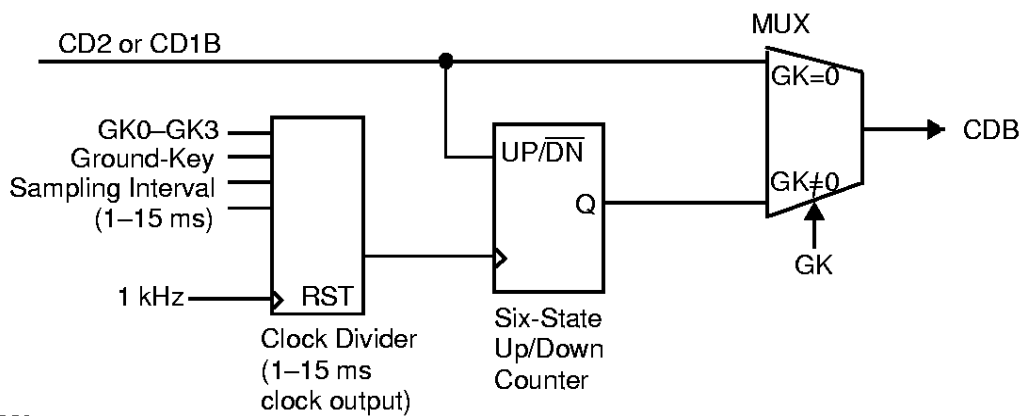 MUX
CD2 or CD1B
GK=0
GK0–GK3
Ground-Key
Sampling Interval
(1–15 ms)
UP/DN
CDB
GK≠0
Q
GK
1 kHz
RST
Six-State
Up/Down
Counter
Clock Divider
(1–15 ms
clock output)